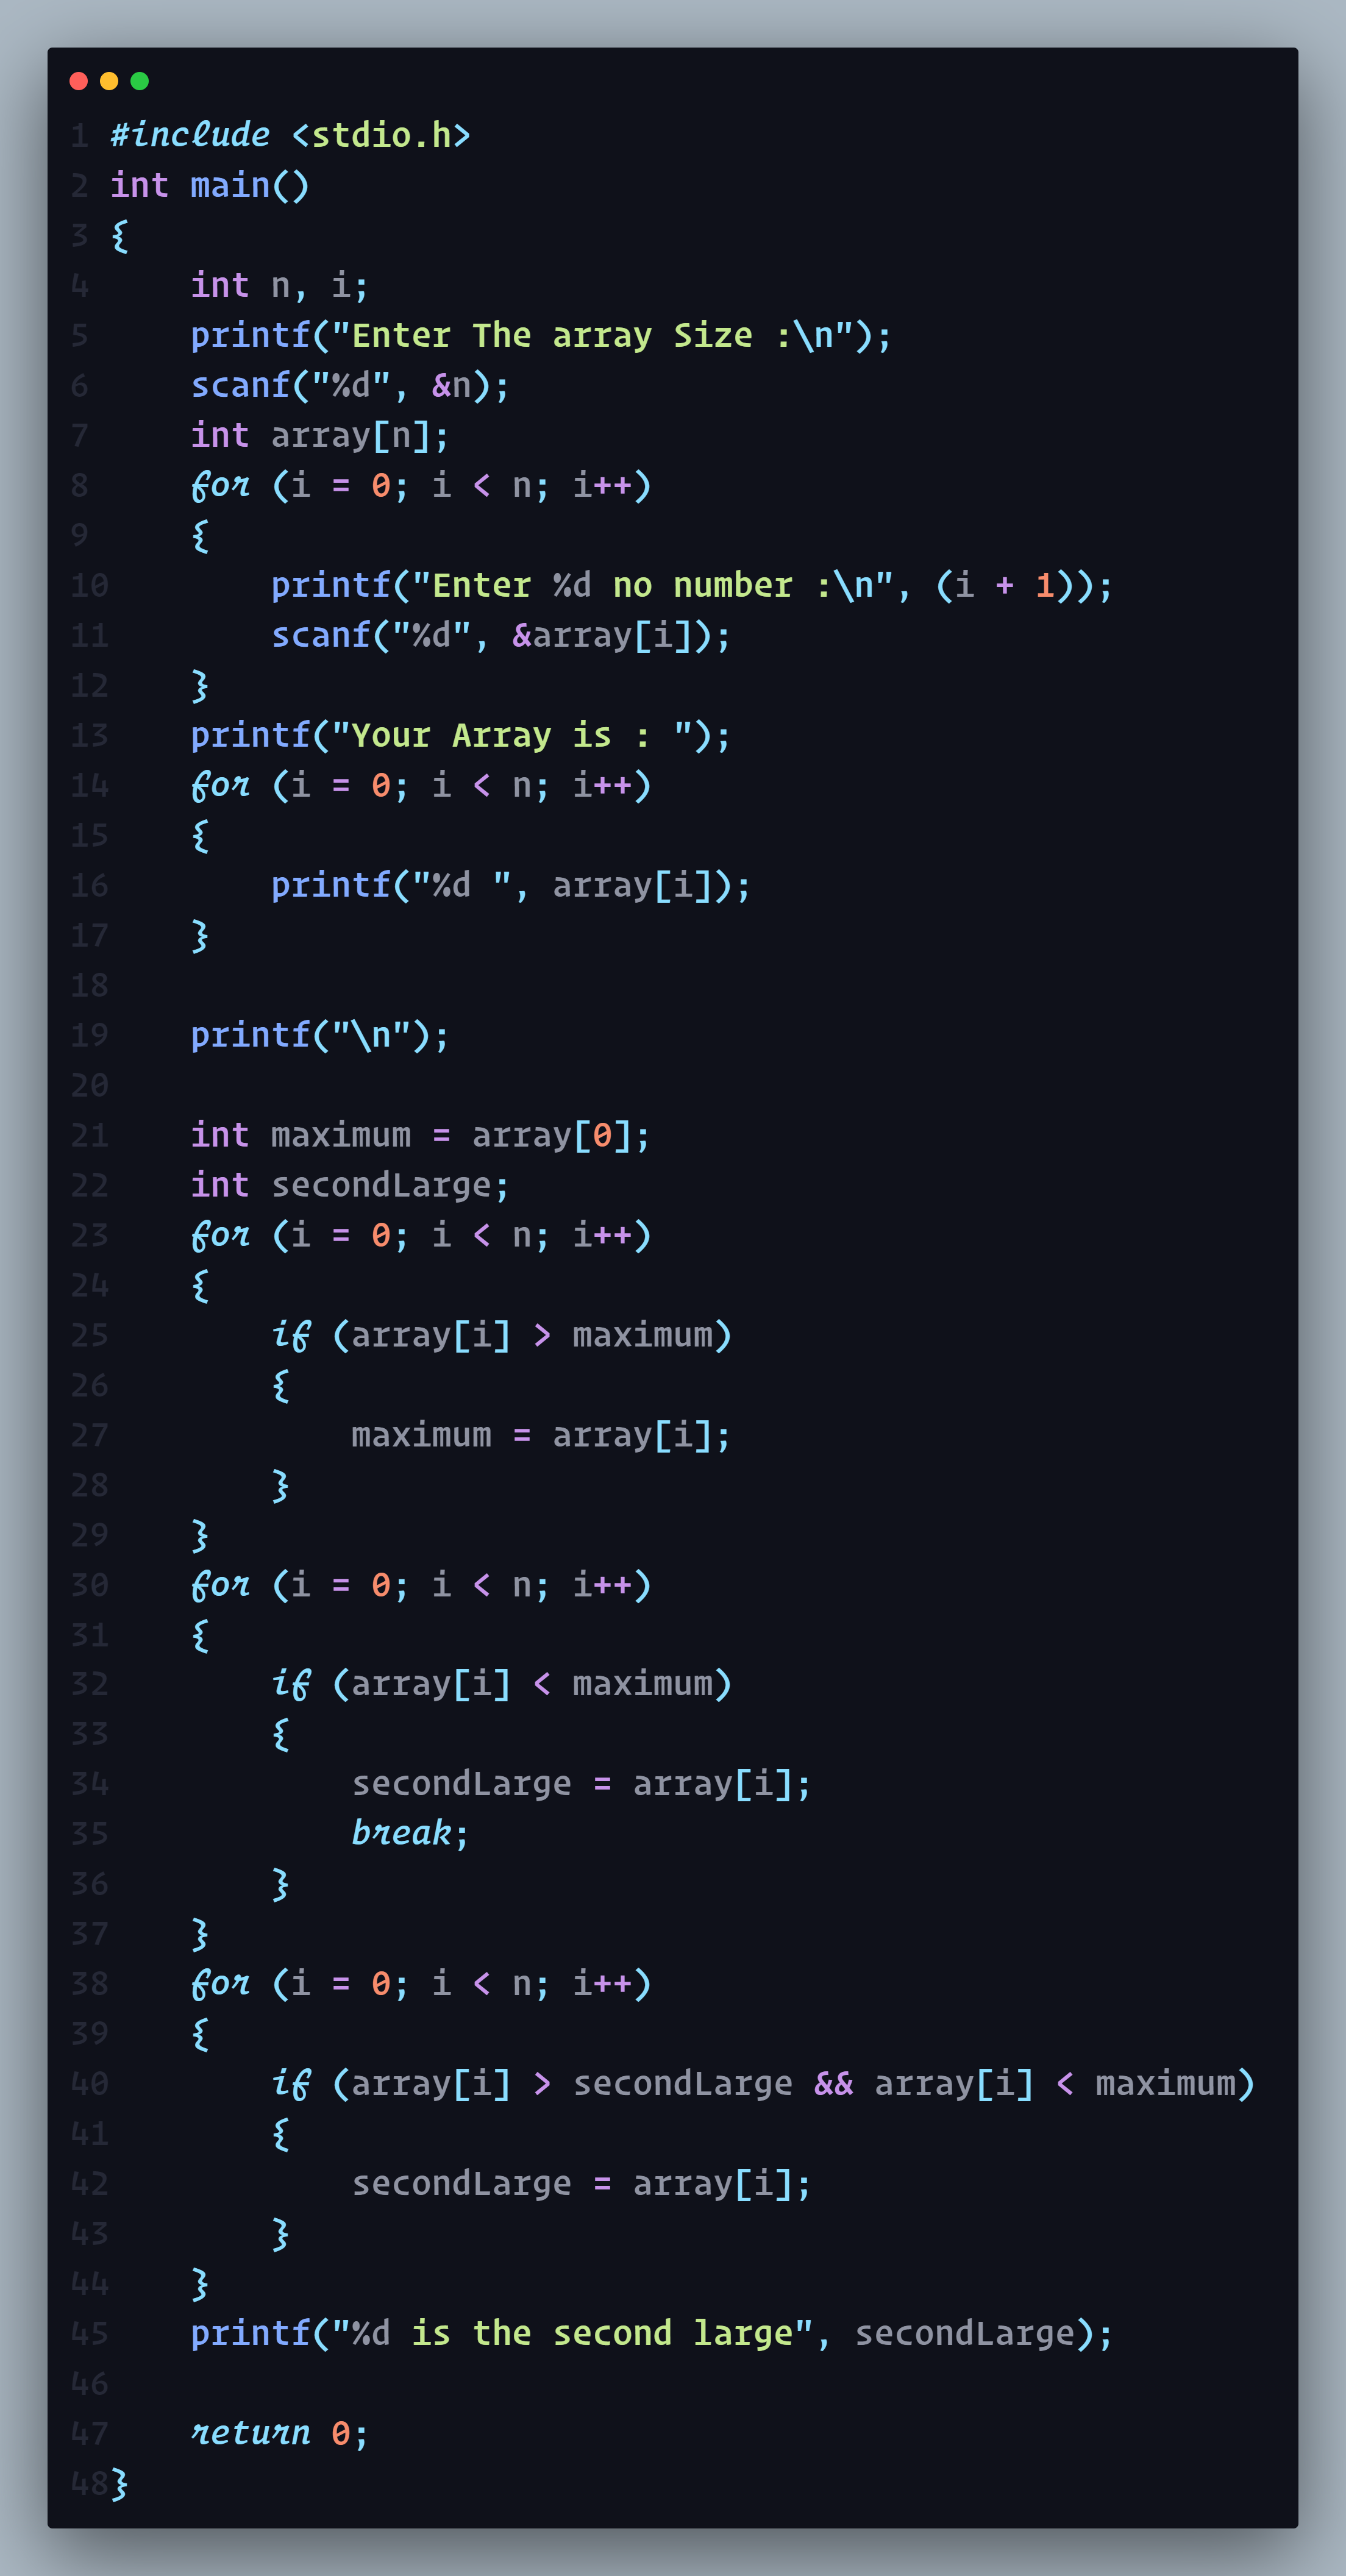 1 #include <stdio.h>
2 int main()
3 {
4     int n, i;
5     printf("Enter The array Size :\n");
6     scanf("%d", &n);
7     int array[n];
8     for (i = 0; i < n; i++)
9     {
10         printf("Enter %d no number :\n", (i + 1));
11         scanf("%d", &array[i]);
12     }
13     printf("Your Array is : ");
14     for (i = 0; i < n; i++)
15     {
16         printf("%d ", array[i]);
17     }
18
19     printf("\n");
20
21     int maximum = array[0];
22     int secondLarge;
23     for (i = 0; i < n; i++)
24     {
25         if (array[i] > maximum)
26         {
27             maximum = array[i];
28         }
29     }
30     for (i = 0; i < n; i++)
31     {
32         if (array[i] < maximum)
33         {
34             secondLarge = array[i];
35             break;
36         }
37     }
38     for (i = 0; i < n; i++)
39     {
40         if (array[i] > secondLarge && array[i] < maximum)
41         {
42             secondLarge = array[i];
43         }
44     }
45     printf("%d is the second large", secondLarge);
46
47     return 0;
48}